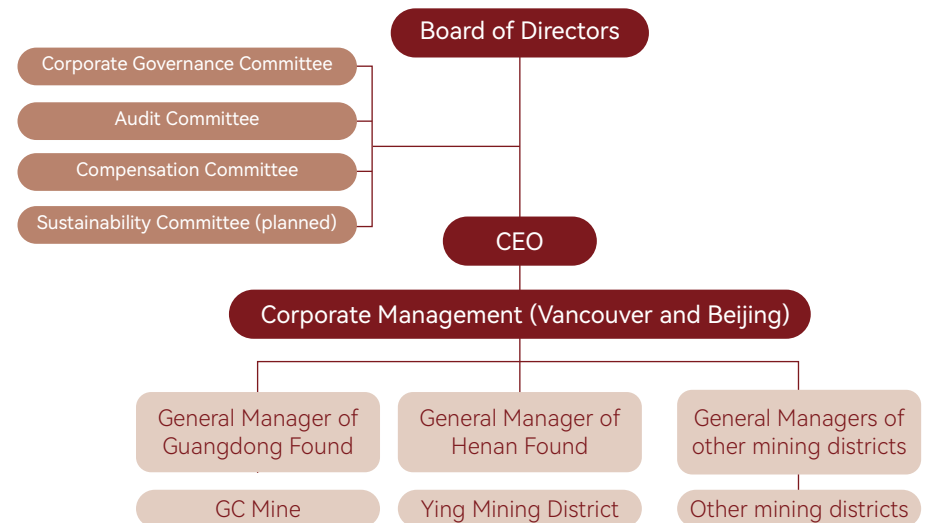 Board of Directors
Corporate Governance Committee
Audit Committee
Compensation Committee
Sustainability Committee (planned)
CEO
Corporate Management (Vancouver and Beijing)
General Manager of
Guangdong Found
General Manager of
Henan Found
General Managers of
other mining districts
GC Mine
Ying Mining District
Other mining districts